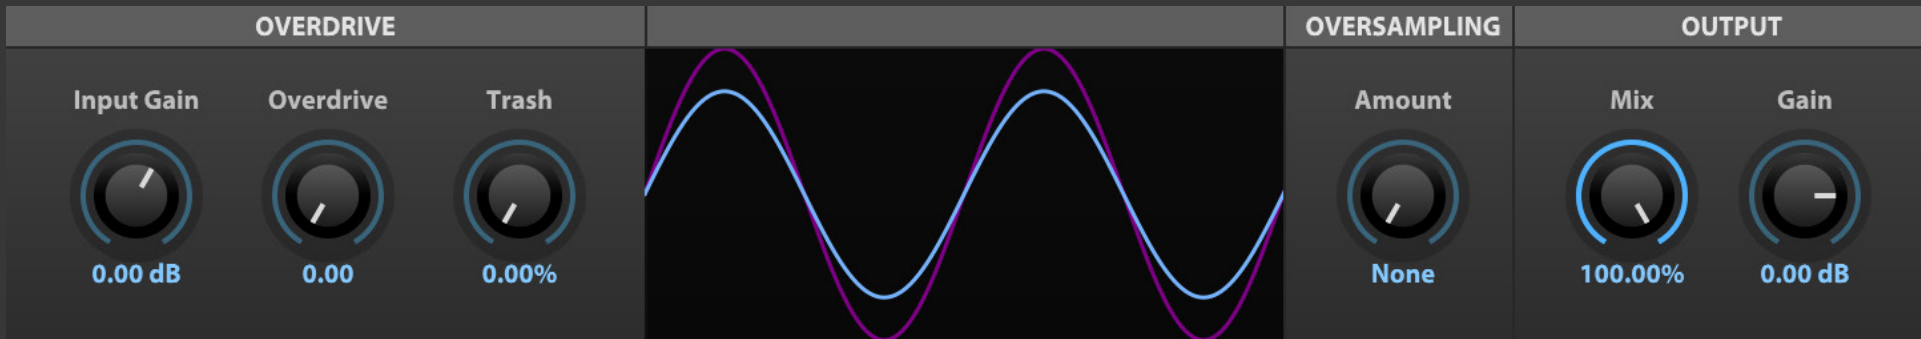 OVERDRIVE
OVERSAMPLING
OUTPUT
Input Gain
Overdrive
Trash
Amount
Mix
Gain
0.00 dB
0.00
0.00%
None
100.00%
0.00 dB